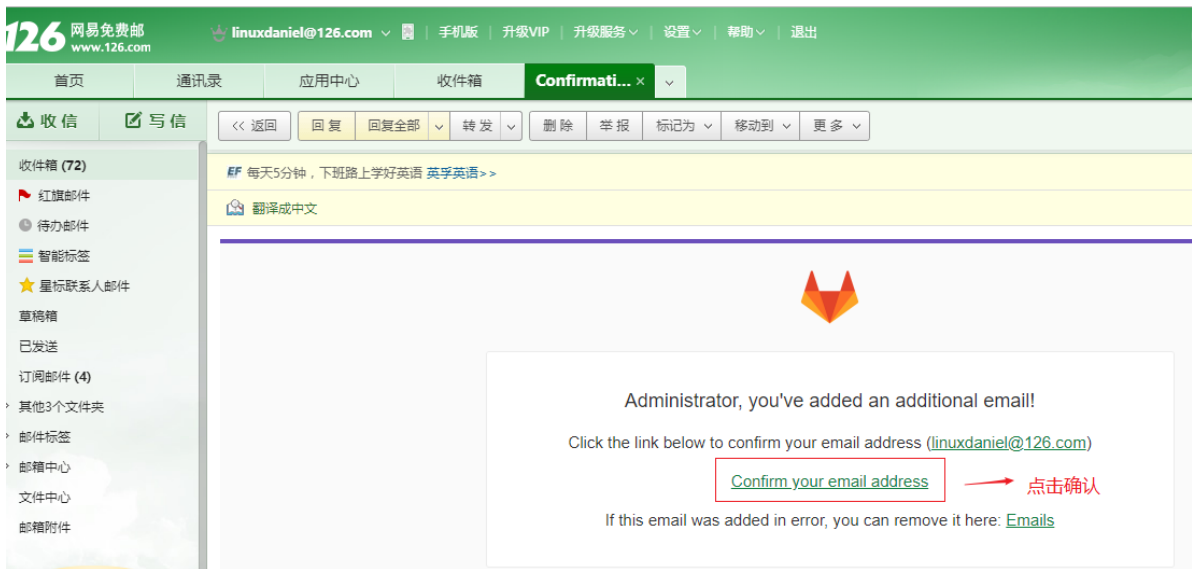 126 网易免费邮
www.126.com
linuxdaniel@126.com 手机版 升级VIP 升级服务 设置 帮助 退出
首页 通讯录 应用中心 收件箱 Confirmati... ×
收信 写信
<< 返回 回复 回复全部 转发 删除 举报 标记为 移动到 更多
收件箱 (72)
红旗邮件
待办邮件
智能标签
星标联系人邮件
草稿箱
已发送
订阅邮件 (4)
其他3个文件夹
邮件标签
邮箱中心
文件中心
邮箱附件
EF 每天5分钟，下班路上学好英语 英孚英语>>
翻译成中文
Administrator, you've added an additional email!
Click the link below to confirm your email address (linuxdaniel@126.com)
Confirm your email address
点击确认
If this email was added in error, you can remove it here: Emails